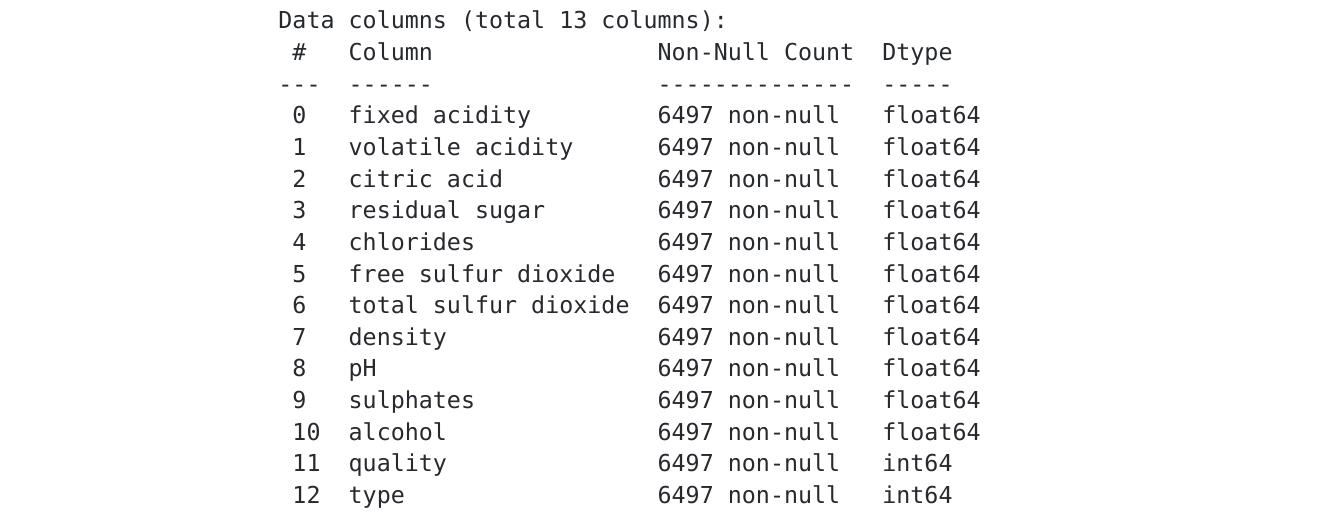 Data columns (total 13 columns):
 #   Column                Non-Null Count  Dtype
---  ------                --------------  -----
 0   fixed acidity         6497 non-null   float64
 1   volatile acidity      6497 non-null   float64
 2   citric acid           6497 non-null   float64
 3   residual sugar        6497 non-null   float64
 4   chlorides             6497 non-null   float64
 5   free sulfur dioxide   6497 non-null   float64
 6   total sulfur dioxide  6497 non-null   float64
 7   density               6497 non-null   float64
 8   pH                    6497 non-null   float64
 9   sulphates             6497 non-null   float64
 10  alcohol               6497 non-null   float64
 11  quality               6497 non-null   int64
 12  type                  6497 non-null   int64